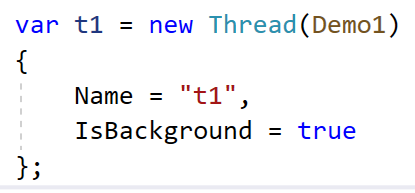 var t1 = new Thread(Demo1)
{
    Name = "t1",
    IsBackground = true
};